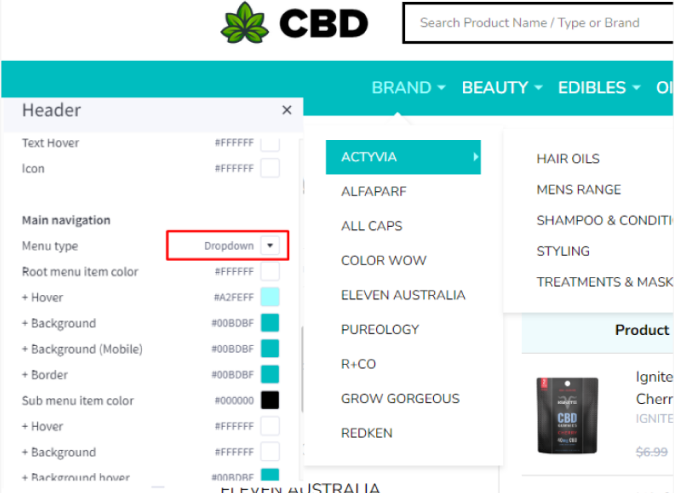 CBD
Search Product Name / Type or Brand
BRAND BEAUTY EDIBLES
Header ×
Text Hover #FFFFFF
Icon #FFFFFF
Main navigation
Menu type Dropdown
Root menu item color #FFFFFF
+ Hover #A2FEFF
+ Background #00BDBF
+ Background (Mobile) #00BDBF
+ Border #00BDBF
Sub menu item color #000000
+ Hover #FFFFFF
+ Background #FFFFFF
+ Background hover #00BDBF
ACTYVIA
ALFAPARF
ALL CAPS
COLOR WOW
ELEVEN AUSTRALIA
PUREOLOGY
R+CO
GROW GORGEOUS
REDKEN
HAIR OILS
MENS RANGE
SHAMPOO & CONDITI
STYLING
TREATMENTS & MASK
Product
Ignite
Cherr
IGNITE
$6.99
IGNITE
CBD
ELEVEN AUSTRALIA